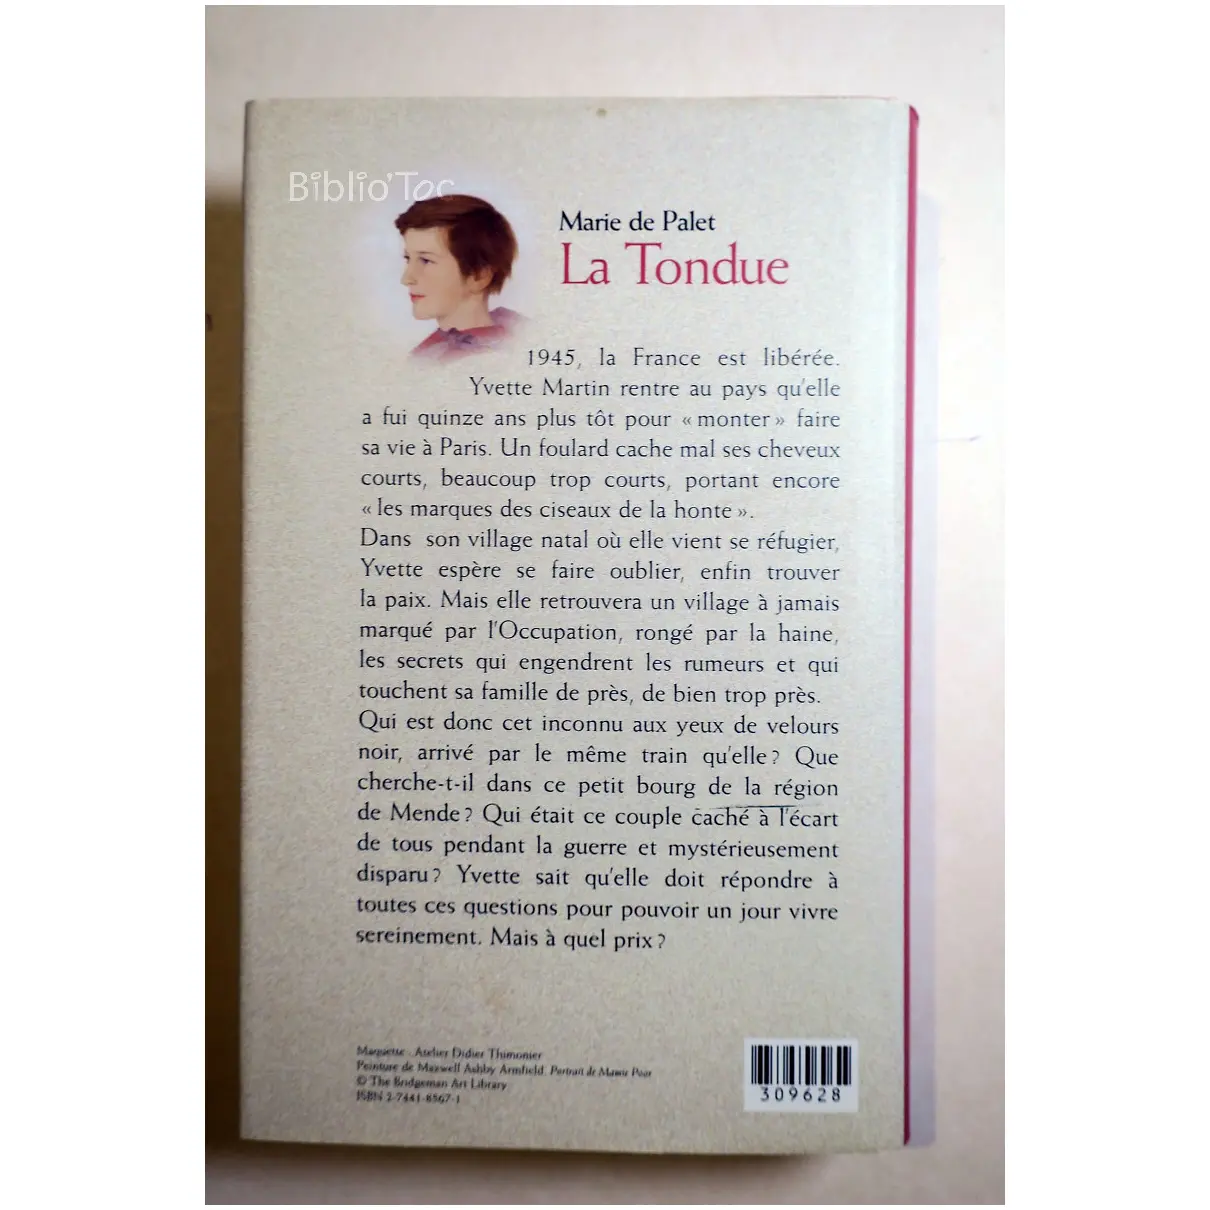 Biblio'Toc
Marie de Palet
La Tondue
1945, la France est libérée.
Yvette Martin rentre au pays qu'elle
a fui quinze ans plus tôt pour « monter » faire
sa vie à Paris. Un foulard cache mal ses cheveux
courts, beaucoup trop courts, portant encore
« les marques des ciseaux de la honte ».
Dans son village natal où elle vient se réfugier,
Yvette espère se faire oublier, enfin trouver
la paix. Mais elle retrouvera un village à jamais
marqué par l'Occupation, rongé par la haine,
les secrets qui engendrent les rumeurs et qui
touchent sa famille de près, de bien trop près.
Qui est donc cet inconnu aux yeux de velours
noir, arrivé par le même train qu'elle ? Que
cherche-t-il dans ce petit bourg de la région
de Mende ? Qui était ce couple caché à l'écart
de tous pendant la guerre et mystérieusement
disparu ? Yvette sait qu'elle doit répondre à
toutes ces questions pour pouvoir un jour vivre
sereinement. Mais à quel prix ?
Maquette : Atelier Didier Thimonier
Peinture de Maxwell Ashby Armfield. Portrait de
© The Bridgeman Art Library
ISBN 2-7441-8567-1
309628